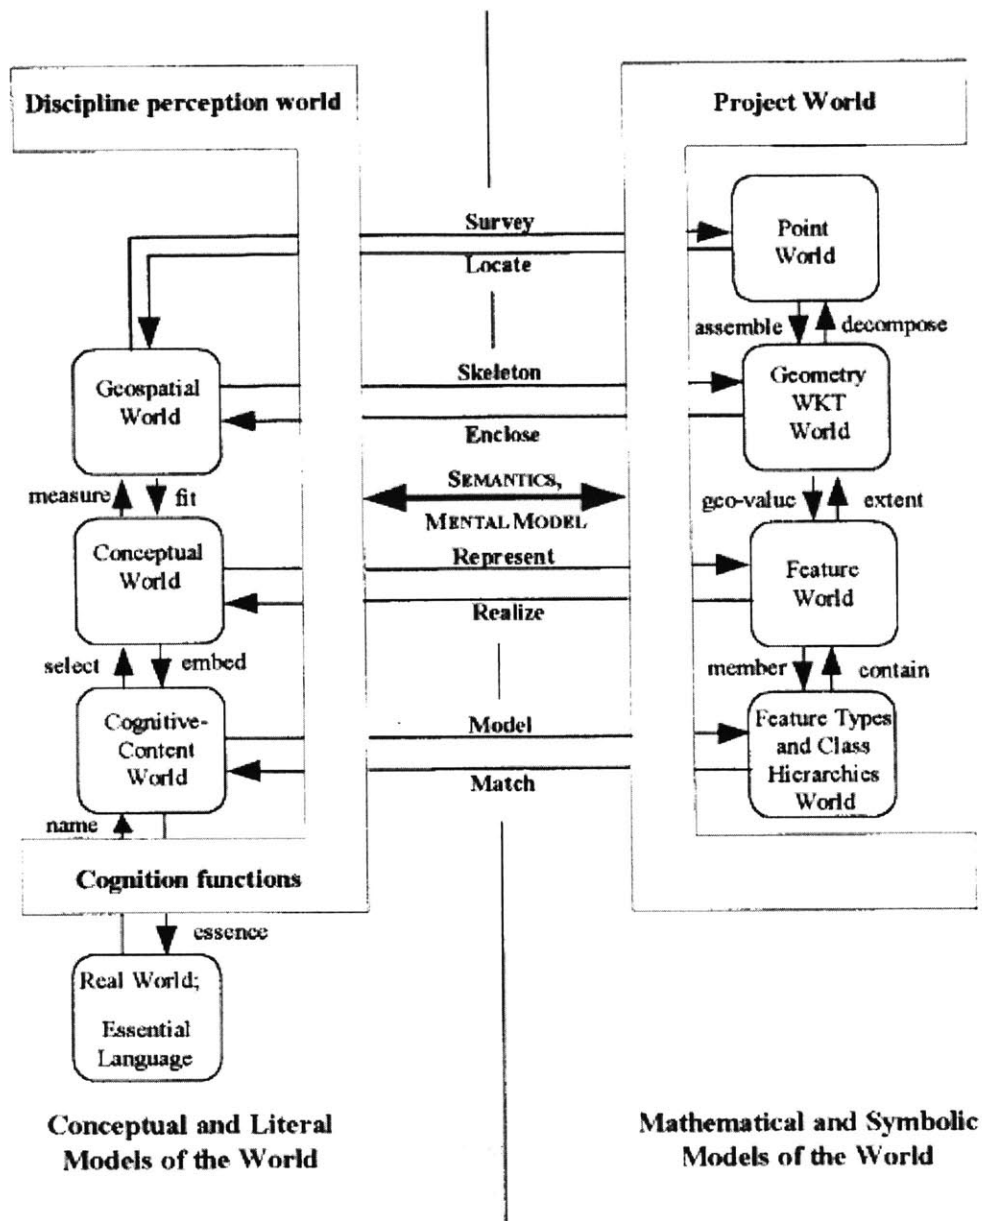 Discipline perception world
Project World
Survey
Locate
Point
World
assemble
decompose
Geospatial
World
Skeleton
Enclose
Geometry
WKT
World
measure
fit
SEMANTICS,
MENTAL MODEL
geo-value
extent
Conceptual
World
Represent
Realize
Feature
World
select
embed
member
contain
Cognitive-
Content
World
Model
Match
Feature Types
and Class
Hierarchies
World
name
Cognition functions
essence
Real World;
Essential
Language
Conceptual and Literal
Models of the World
Mathematical and Symbolic
Models of the World